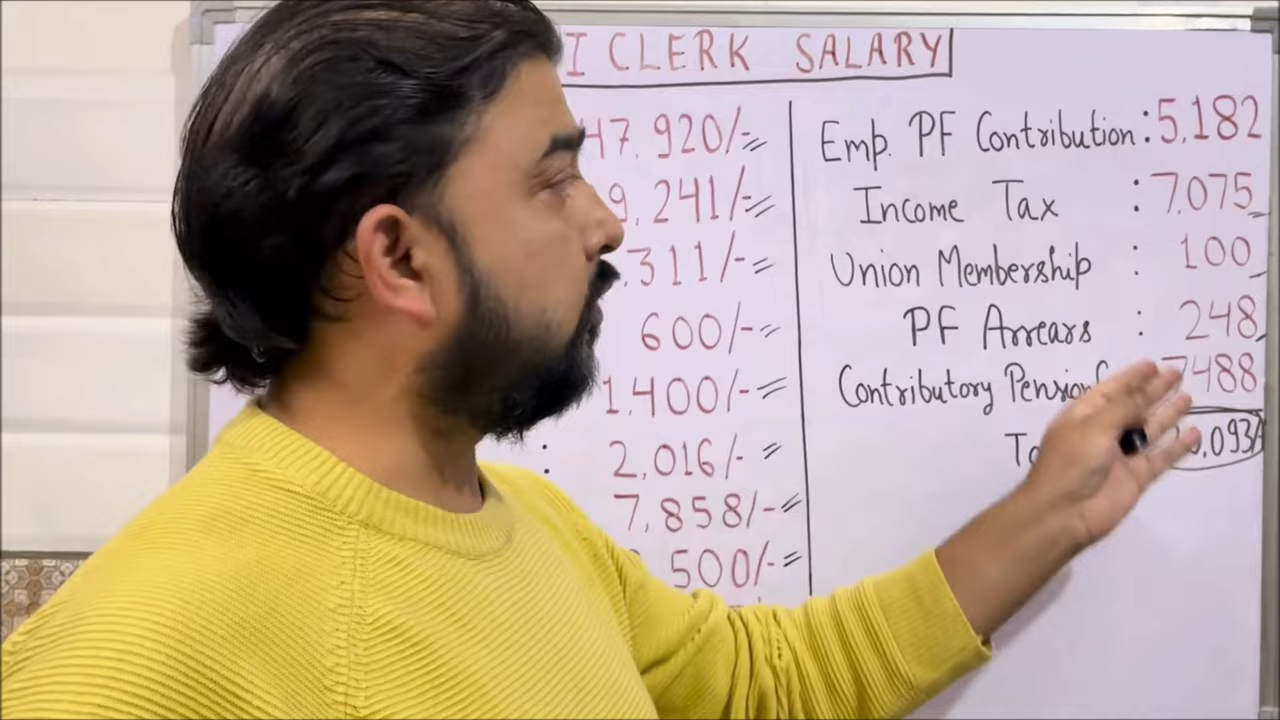 I CLERK SALARY
47,920/-
9,241/-
,311/-
600/-
1,400/-
: 2,016/-
7,858/-
500/-
Emp. PF Contribution : 5,182
Income Tax : 7,075
Union Membership : 100
PF Arrears : 248
Contributory Pension 7488
,093/